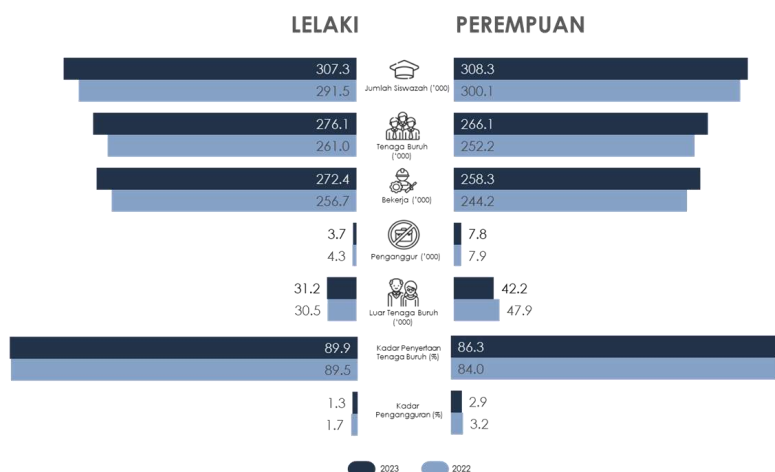 LELAKI PEREMPUAN
307.3 308.3
291.5 Jumlah Siswazah ('000) 300.1
276.1 266.1
261.0 Tenaga Buruh 252.2
('000)
272.4 258.3
256.7 Bekerja ('000) 244.2
3.7 7.8
4.3 Penganggur ('000) 7.9
31.2 42.2
30.5 Luar Tenaga Buruh 47.9
('000)
89.9 Kadar Penyertaan 86.3
Tenaga Buruh (%)
89.5 84.0
1.3 Kadar 2.9
1.7 Pengangguran (%) 3.2
2023 2022